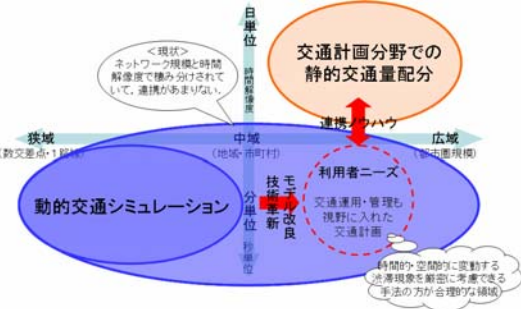 日単位
時間解像度
＜現状＞
ネットワーク規模と時間
解像度で棲み分けされて
いて,連携があまりない.
交通計画分野での
静的交通量配分
連携ノウハウ
狭域
(数交差点・1路線)
中域
(地域・市町村)
広域
(都市圏規模)
動的交通シミュレーション
分単位
秒単位
技術革新
モデル改良
利用者ニーズ
交通運用・管理も
視野に入れた
交通計画
時間的・空間的に変動する
渋滞現象を厳密に考慮できる
手法の方が合理的な領域